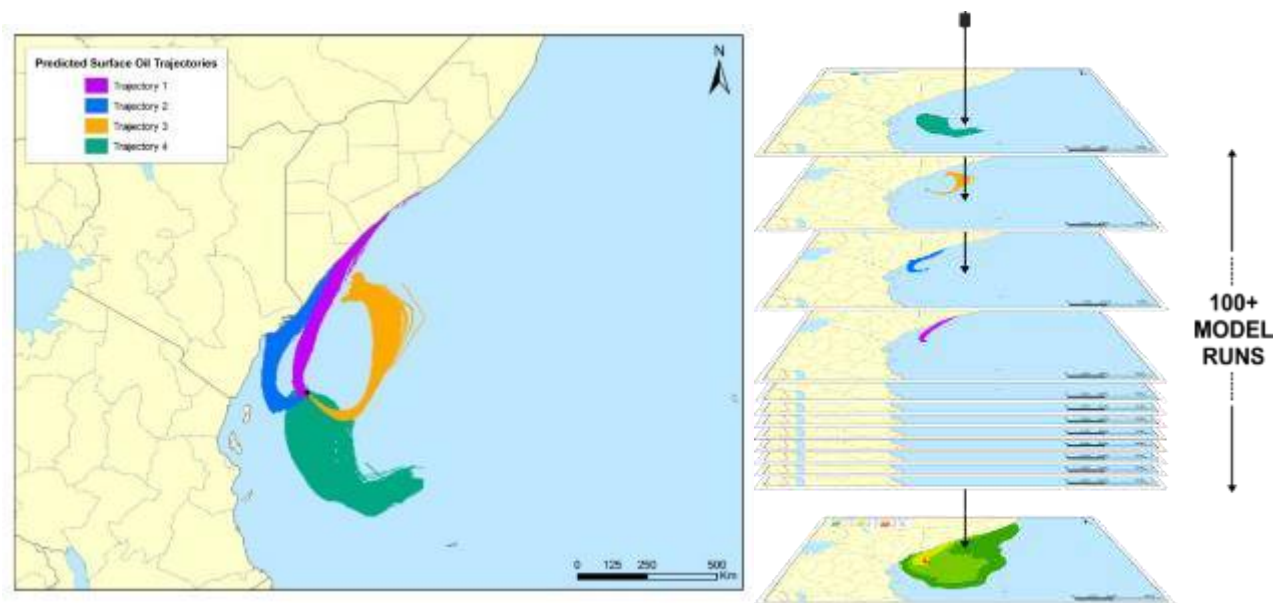 Predicted Surface Oil Trajectories
Trajectory 1
Trajectory 2
Trajectory 3
Trajectory 4
N
0 125 250 500
Km
100+
MODEL
RUNS